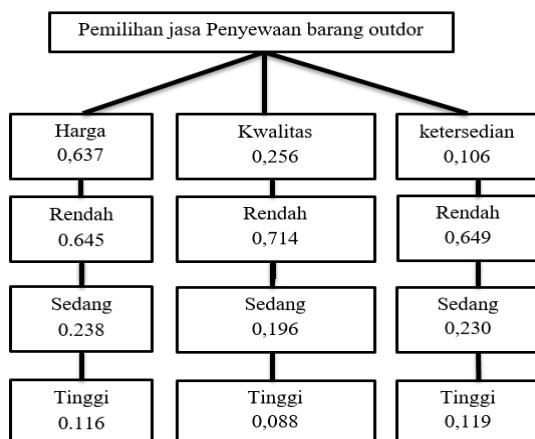 Pemilihan jasa Penyewaan barang outdor
Harga
0,637
Kwalitas
0,256
ketersedian
0,106
Rendah
0.645
Rendah
0,714
Rendah
0,649
Sedang
0.238
Sedang
0,196
Sedang
0,230
Tinggi
0.116
Tinggi
0,088
Tinggi
0,119